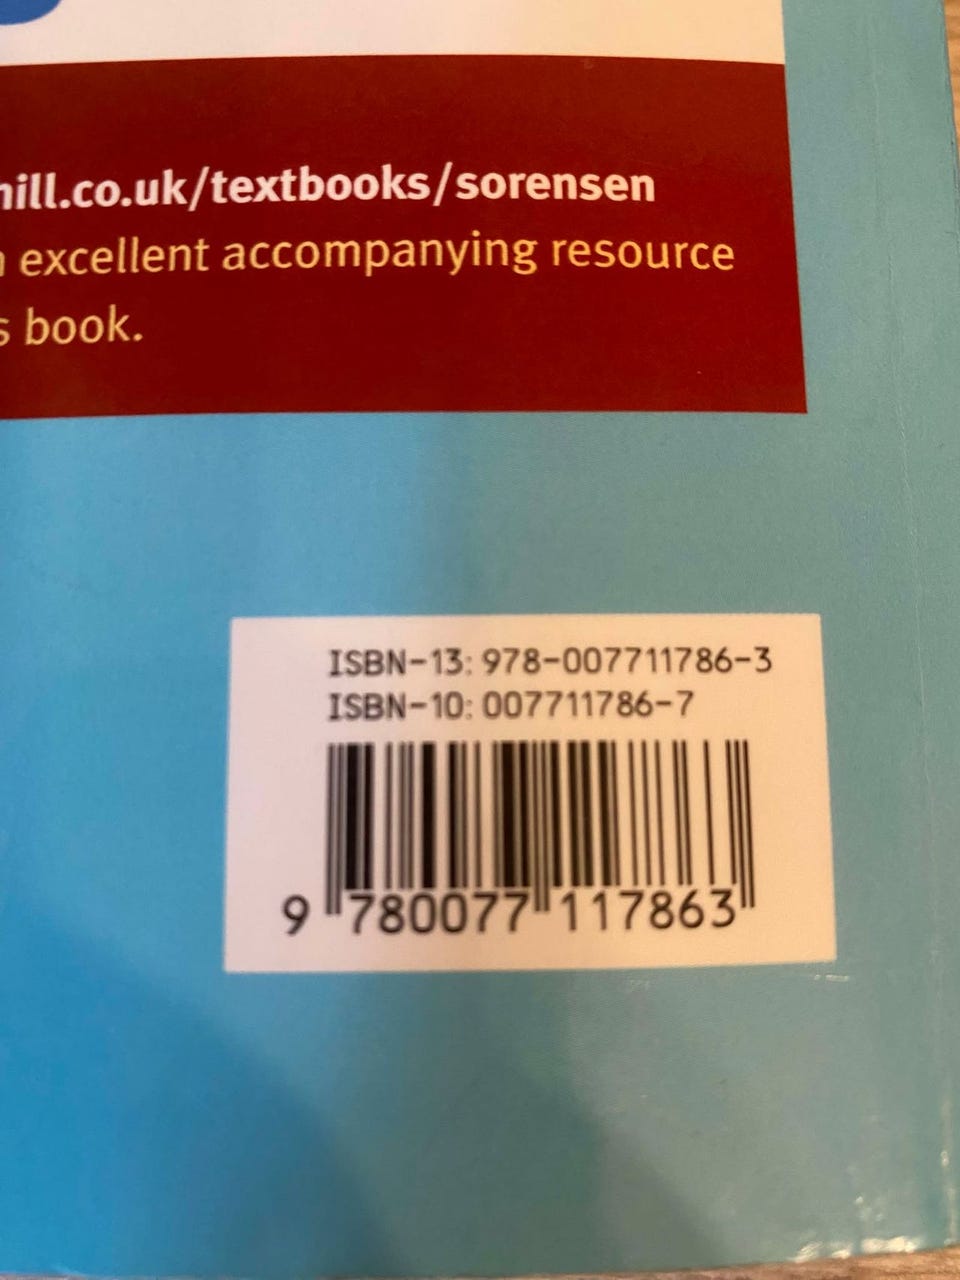 hill.co.uk/textbooks/sorensen
excellent accompanying resource
book.
ISBN-13: 978-007711786-3
ISBN-10: 007711786-7
9 780077 117863